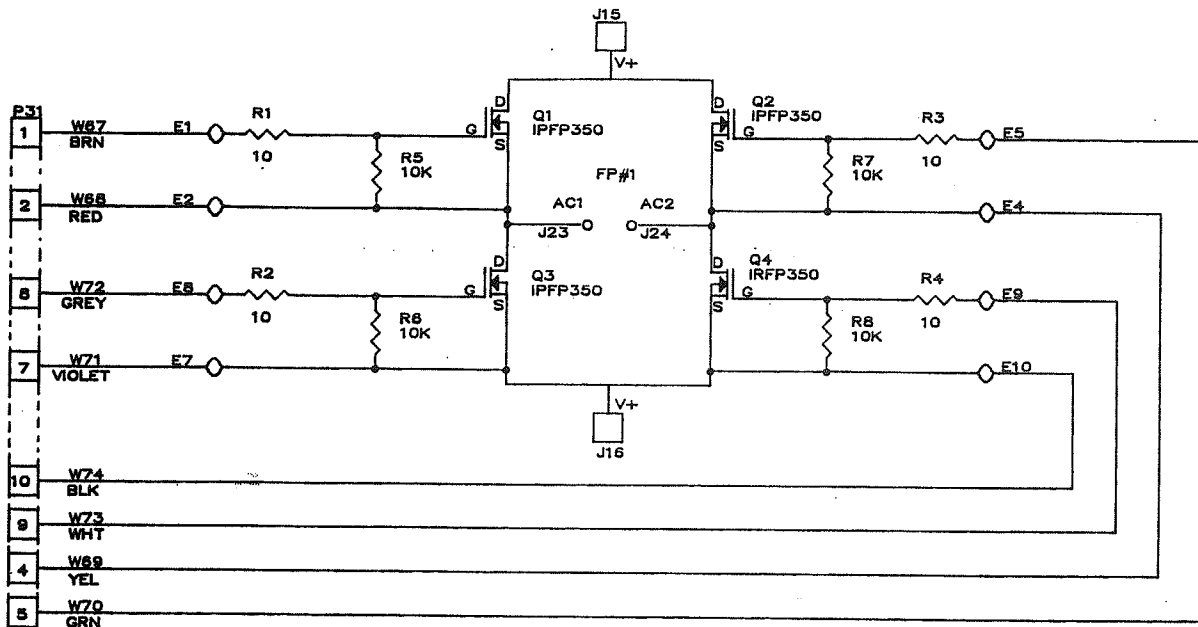 J15
V+
P31
1 W67 E1 R1 D Q1 D Q2 R3 E5
BRN IPFP350 IPFP350
G S S G
10 R5 R7 10
10K 10K
FP#1
2 W68 E2 AC1 AC2 E4
RED
J23 J24
8 W72 E8 R2 D Q3 D Q4 R4 E9
GREY IPFP350 IRFP350
G S S G
10 R6 R8 10
10K 10K
7 W71 E7 E10
VIOLET
V+
J16
10 W74
BLK
9 W73
WHT
4 W69
YEL
5 W70
GRN